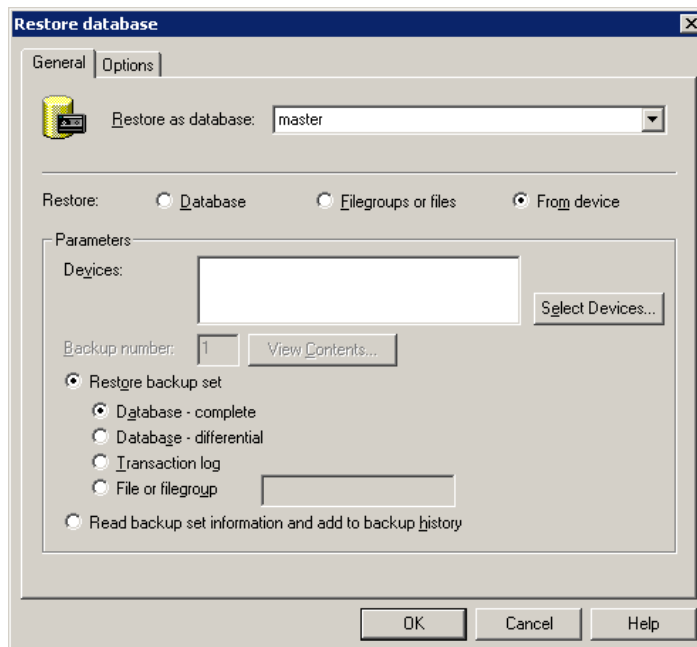 Restore database
General Options
Restore as database: master
Restore: Database Filegroups or files From device
Parameters
Devices:
Select Devices...
Backup number: 1 View Contents...
Restore backup set
Database - complete
Database - differential
Transaction log
File or filegroup
Read backup set information and add to backup history
OK Cancel Help